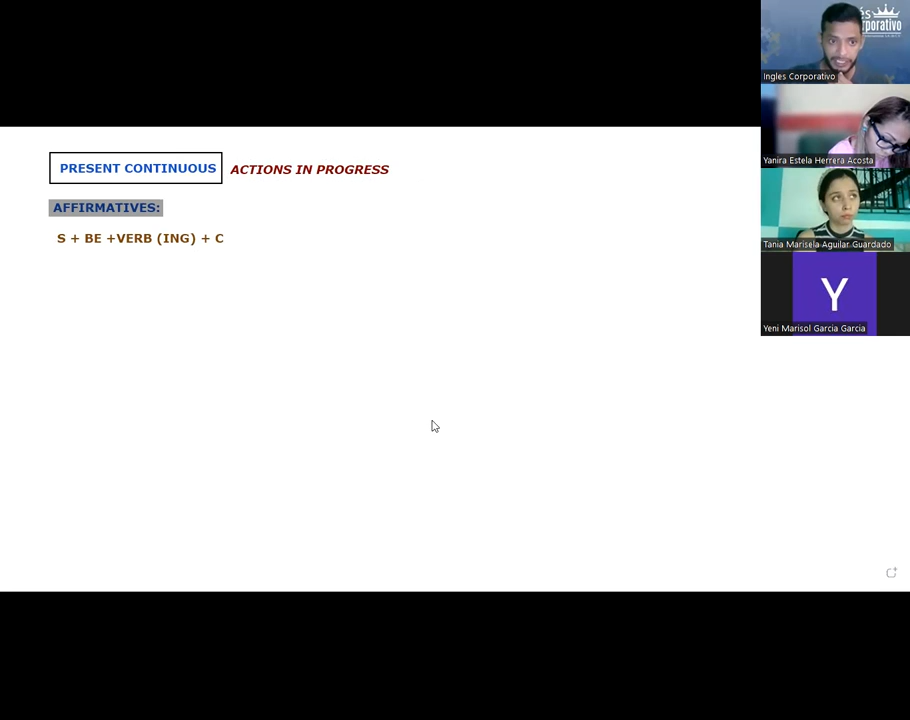 PRESENT CONTINUOUS
ACTIONS IN PROGRESS
AFFIRMATIVES:
S + BE +VERB (ING) + C
Ingles Corporativo
Yanira Estela Herrera Acosta
Tania Marisela Aguilar Guardado
Y
Yeni Marisol Garcia Garcia